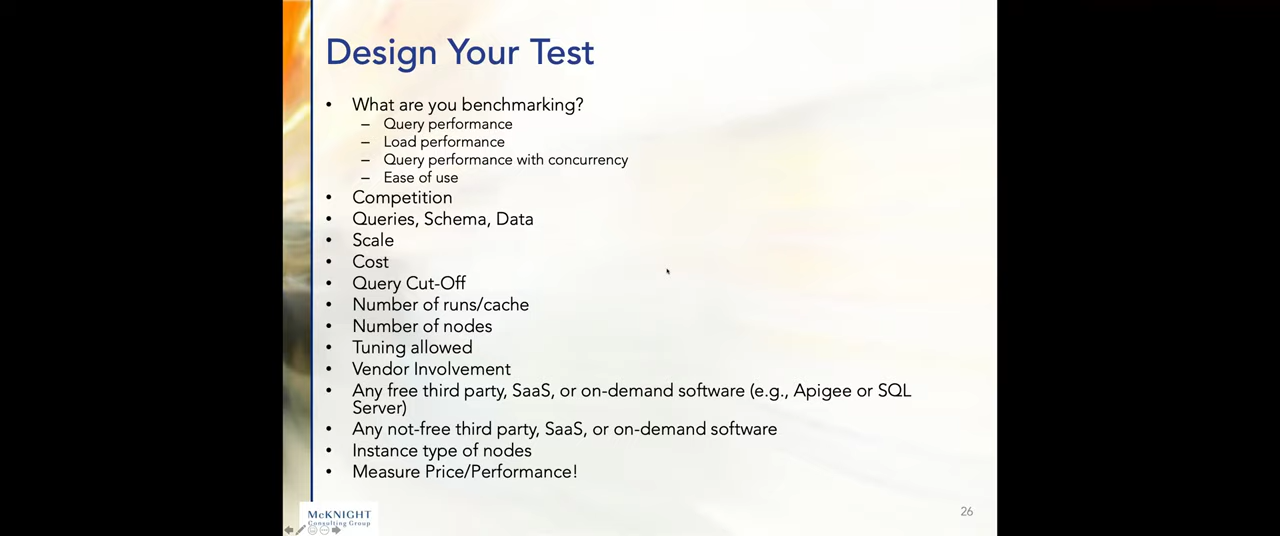 Design Your Test
• What are you benchmarking?
– Query performance
– Load performance
– Query performance with concurrency
– Ease of use
• Competition
• Queries, Schema, Data
• Scale
• Cost
• Query Cut-Off
• Number of runs/cache
• Number of nodes
• Tuning allowed
• Vendor Involvement
• Any free third party, SaaS, or on-demand software (e.g., Apigee or SQL
Server)
• Any not-free third party, SaaS, or on-demand software
• Instance type of nodes
• Measure Price/Performance!
McKNIGHT
Consulting Group
26